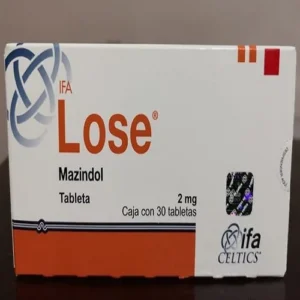 IFA
Lose®
Mazindol
Tableta
2 mg
Caja con 30 tabletas
ifa
CELTICS®